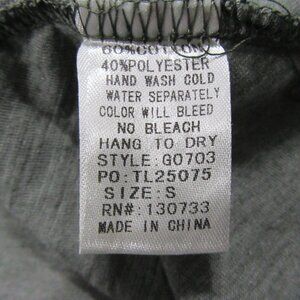 60%COTTON
40%POLYESTER
HAND WASH COLD
WATER SEPARATELY
COLOR WILL BLEED
NO BLEACH
HANG TO DRY
STYLE:G0703
PO:TL25075
SIZE:S
RN#:130733
MADE IN CHINA